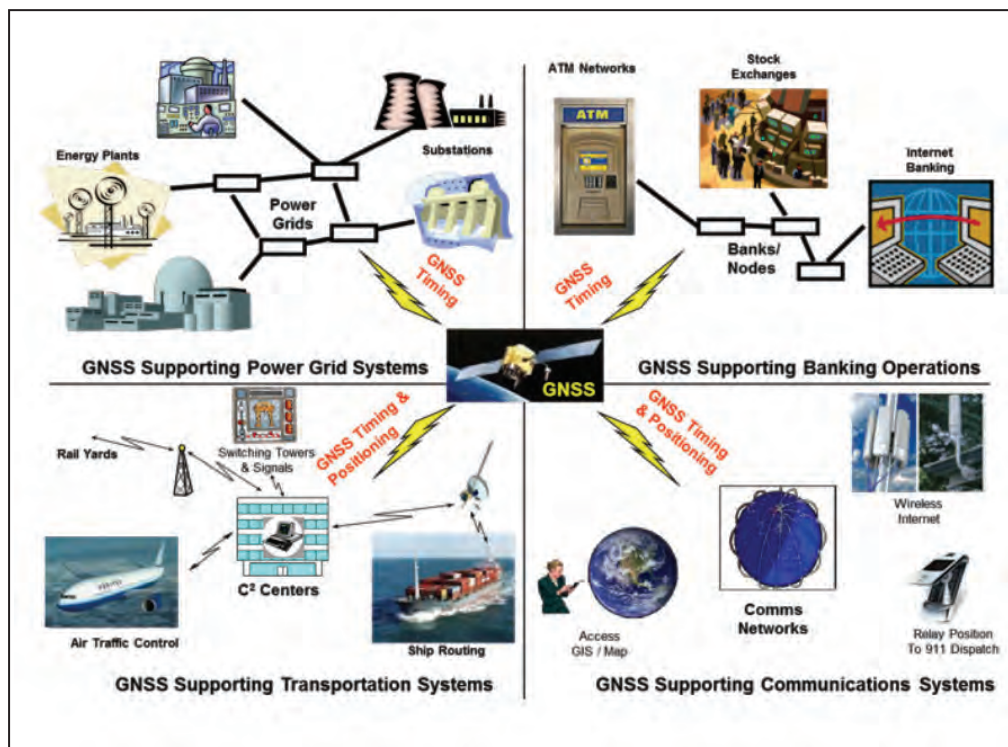 Energy Plants
Substations
Power
Grids
GNSS
Timing
GNSS Supporting Power Grid Systems
ATM Networks
ATM
Stock
Exchanges
Internet
Banking
Banks/
Nodes
GNSS
Timing
GNSS Supporting Banking Operations
GNSS
Rail Yards
Switching Towers
& Signals
GNSS Timing &
Positioning
C² Centers
Air Traffic Control
Ship Routing
GNSS Supporting Transportation Systems
GNSS Timing
& Positioning
Wireless
Internet
Access
GIS / Map
Comms
Networks
Relay Position
To 911 Dispatch
GNSS Supporting Communications Systems